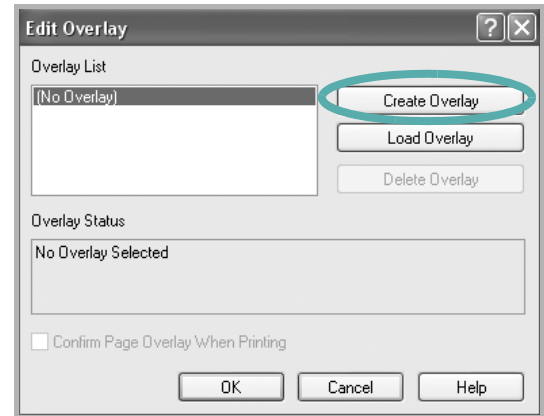 Edit Overlay
Overlay List
(No Overlay)
Create Overlay
Load Overlay
Delete Overlay
Overlay Status
No Overlay Selected
Confirm Page Overlay When Printing
OK Cancel Help